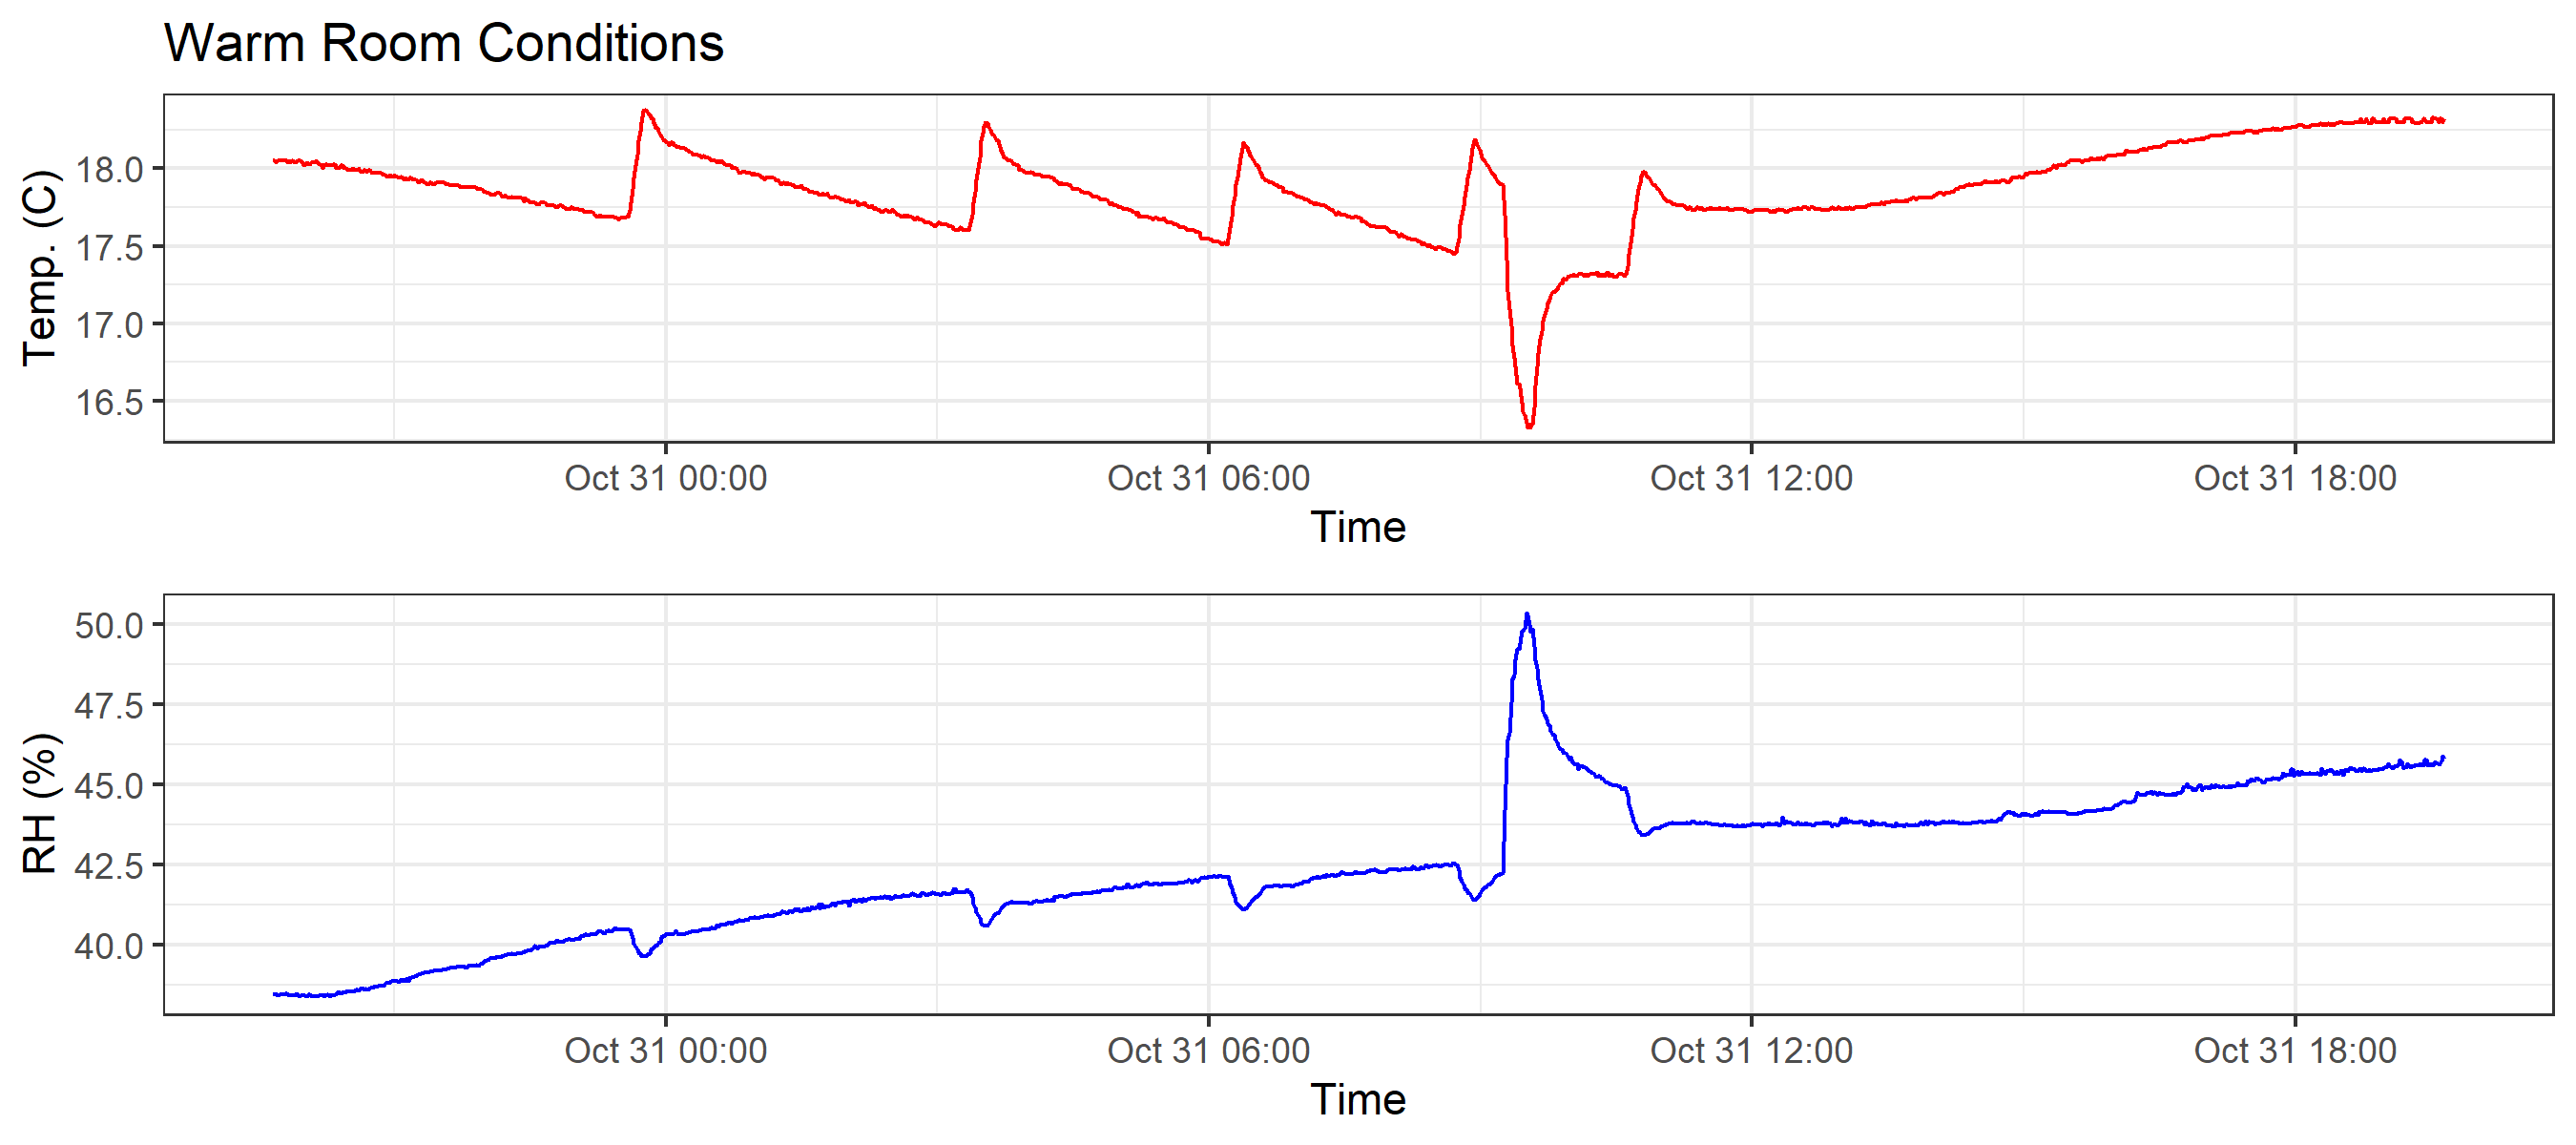 Warm Room Conditions
Temp. (C)
18.0
17.5
17.0
16.5
Oct 31 00:00 Oct 31 06:00 Oct 31 12:00 Oct 31 18:00
Time
RH (%)
50.0
47.5
45.0
42.5
40.0
Oct 31 00:00 Oct 31 06:00 Oct 31 12:00 Oct 31 18:00
Time